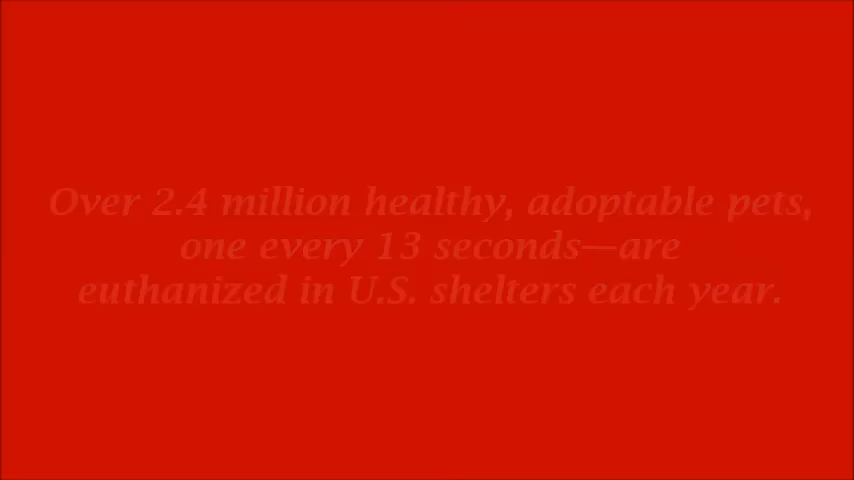 Over 2.4 million healthy, adoptable pets,
one every 13 seconds—are
euthanized in U.S. shelters each year.